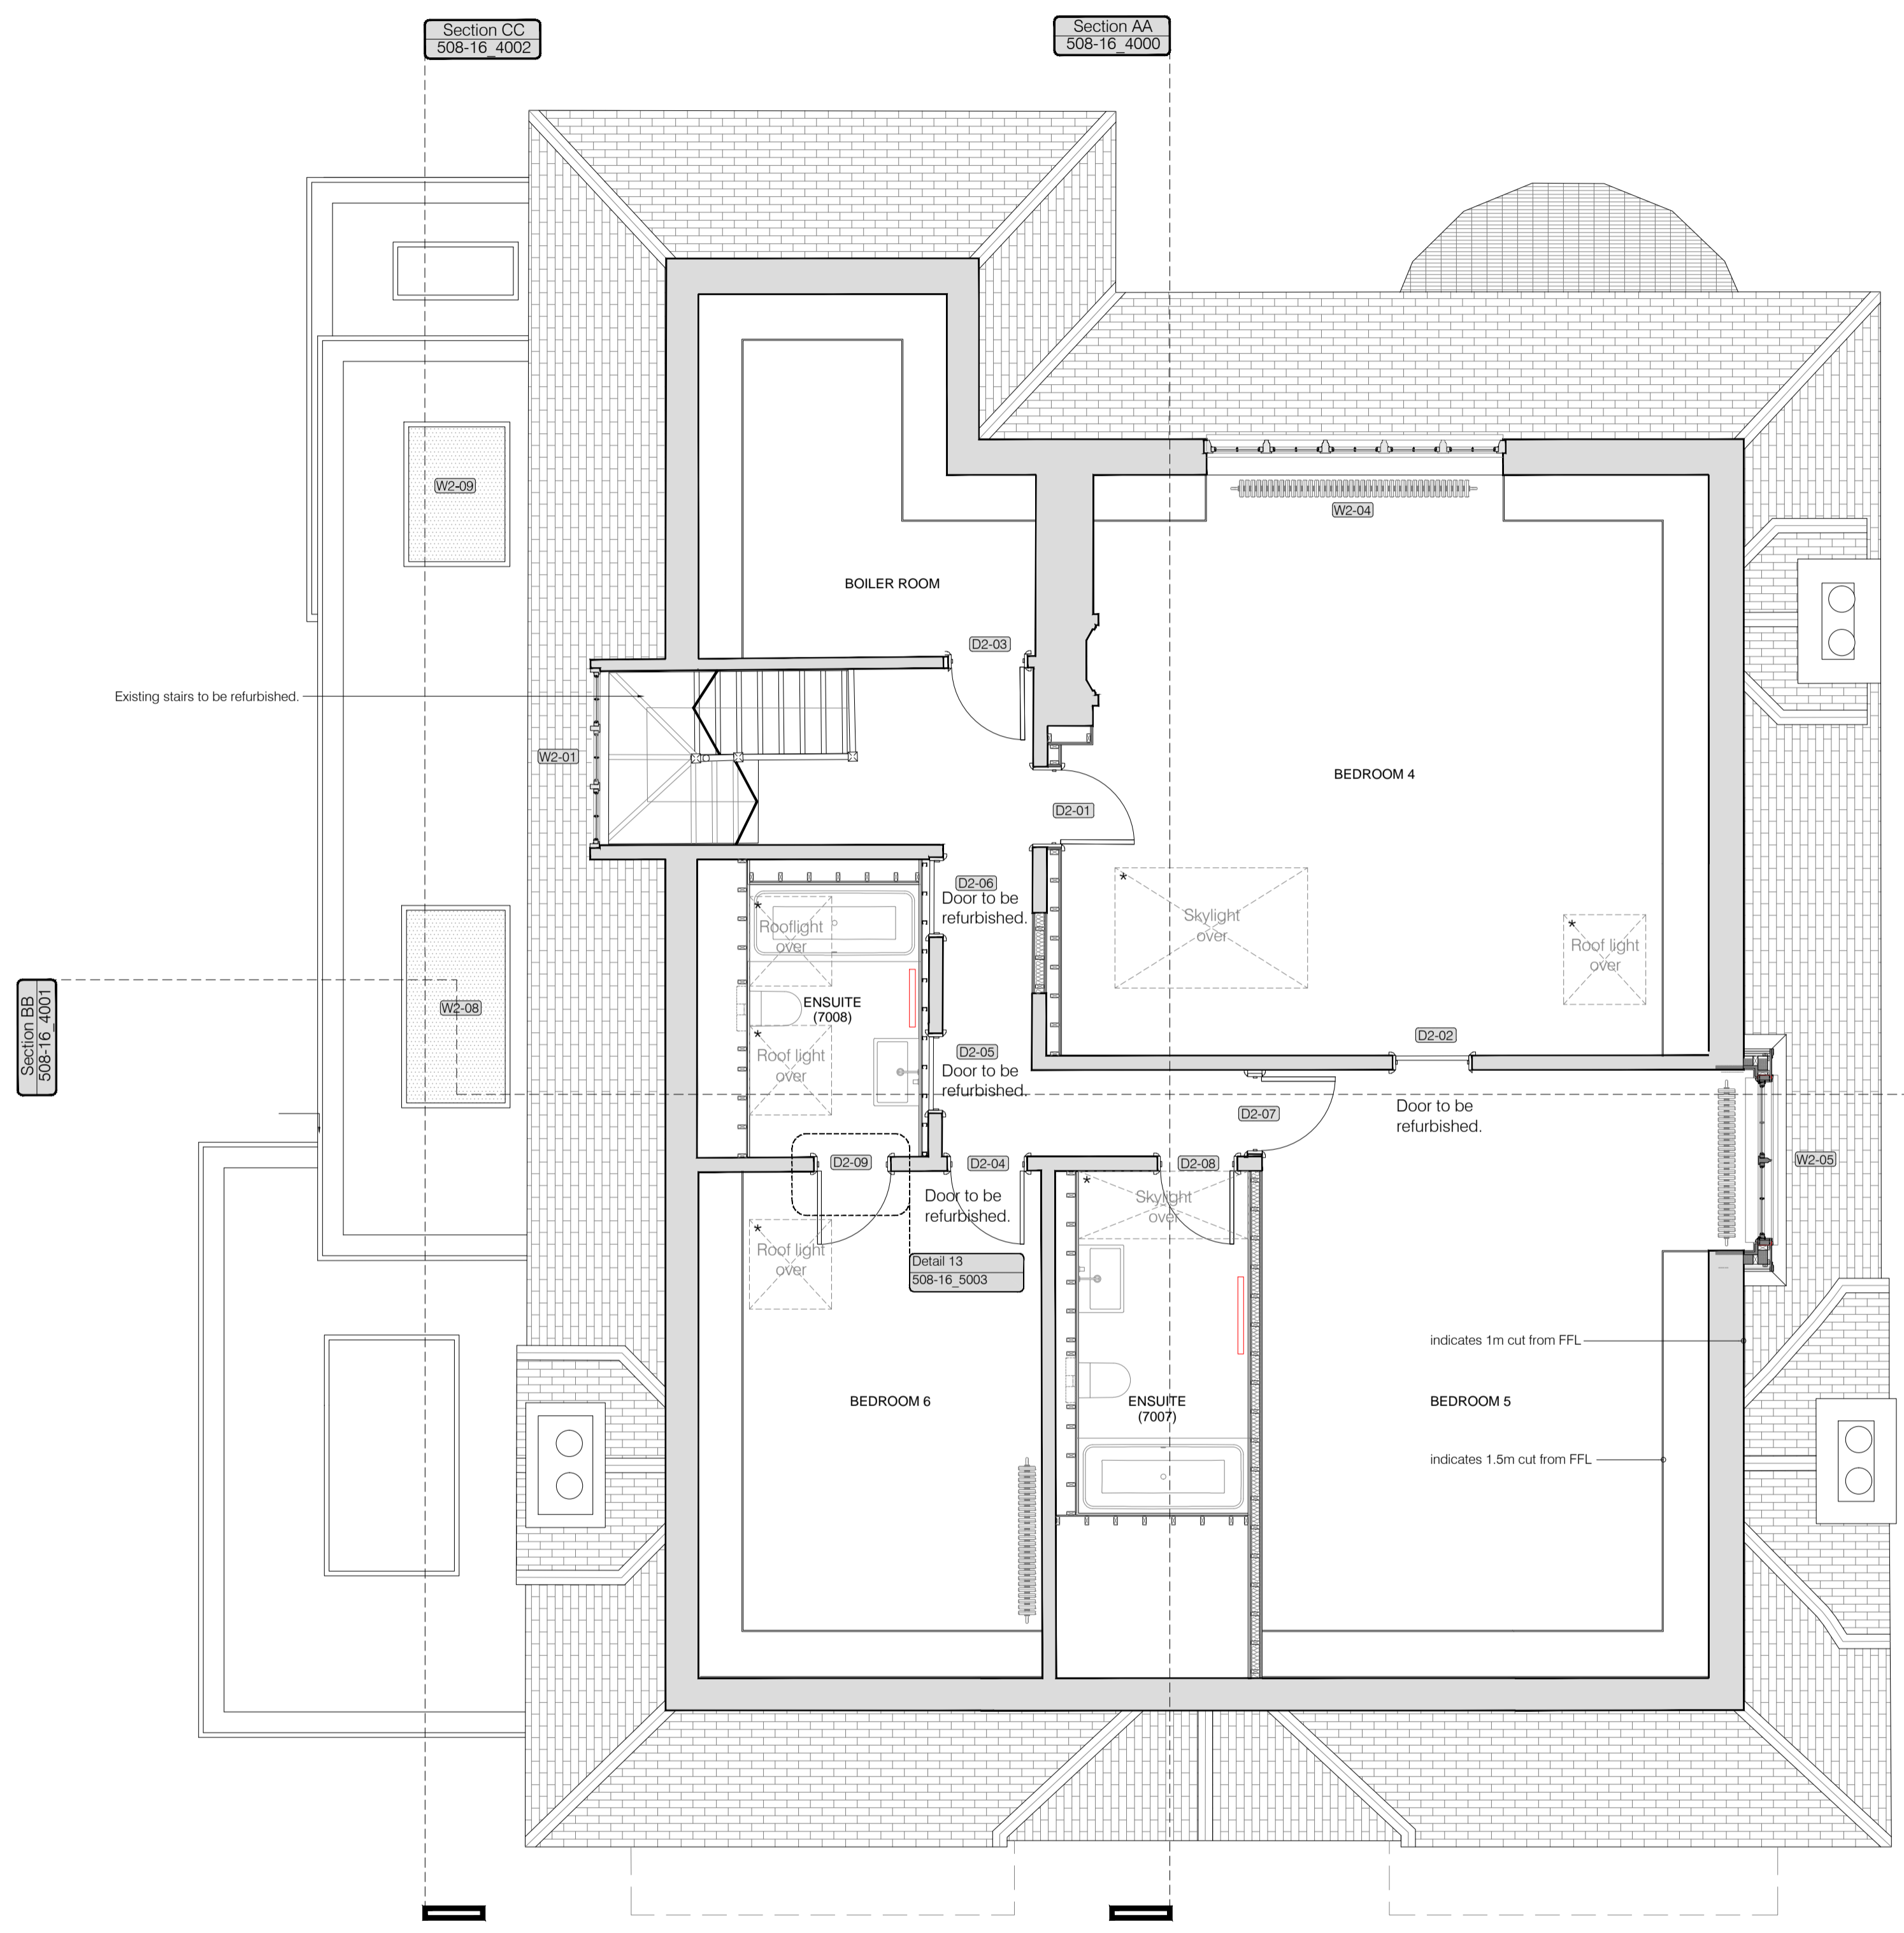 Section CC
508-16_4002
Section AA
508-16_4000
W2-09
W2-04
BOILER ROOM
D2-03
Existing stairs to be refurbished.
W2-01
BEDROOM 4
D2-01
D2-06
Door to be
refurbished.
*
Rooflight
over
*
Skylight
over
*
Roof light
over
Section BB
508-16_4001
W2-08
ENSUITE
(7008)
D2-05
Door to be
refurbished.
*
Roof light
over
D2-02
D2-07
Door to be
refurbished.
D2-09
D2-04
D2-08
W2-05
*
Skylight
over
Door to be
refurbished.
*
Roof light
over
Detail 13
508-16_5003
indicates 1m cut from FFL
BEDROOM 6
ENSUITE
(7007)
BEDROOM 5
indicates 1.5m cut from FFL